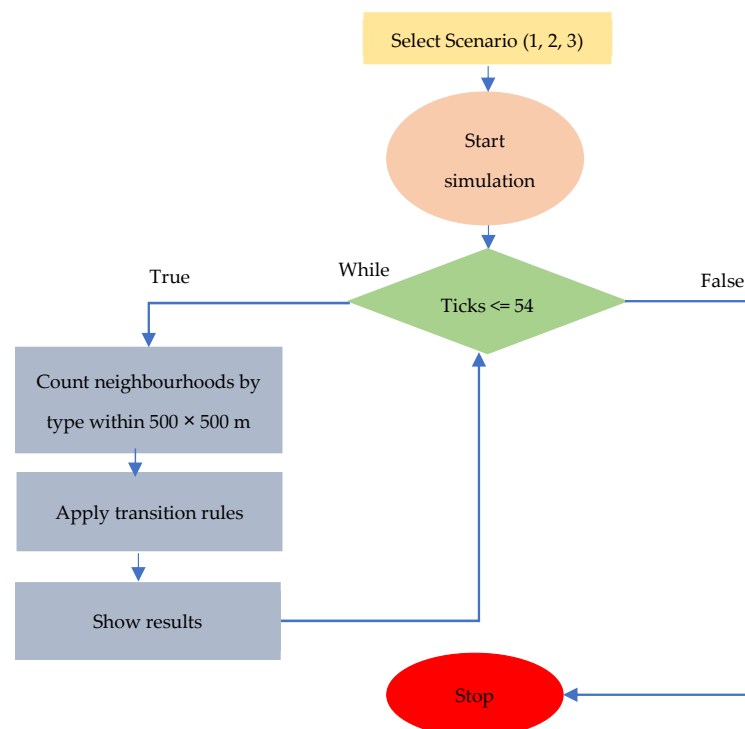 Select Scenario (1, 2, 3)
Start
simulation
While
True
False
Ticks <= 54
Count neighbourhoods by
type within 500 × 500 m
Apply transition rules
Show results
Stop